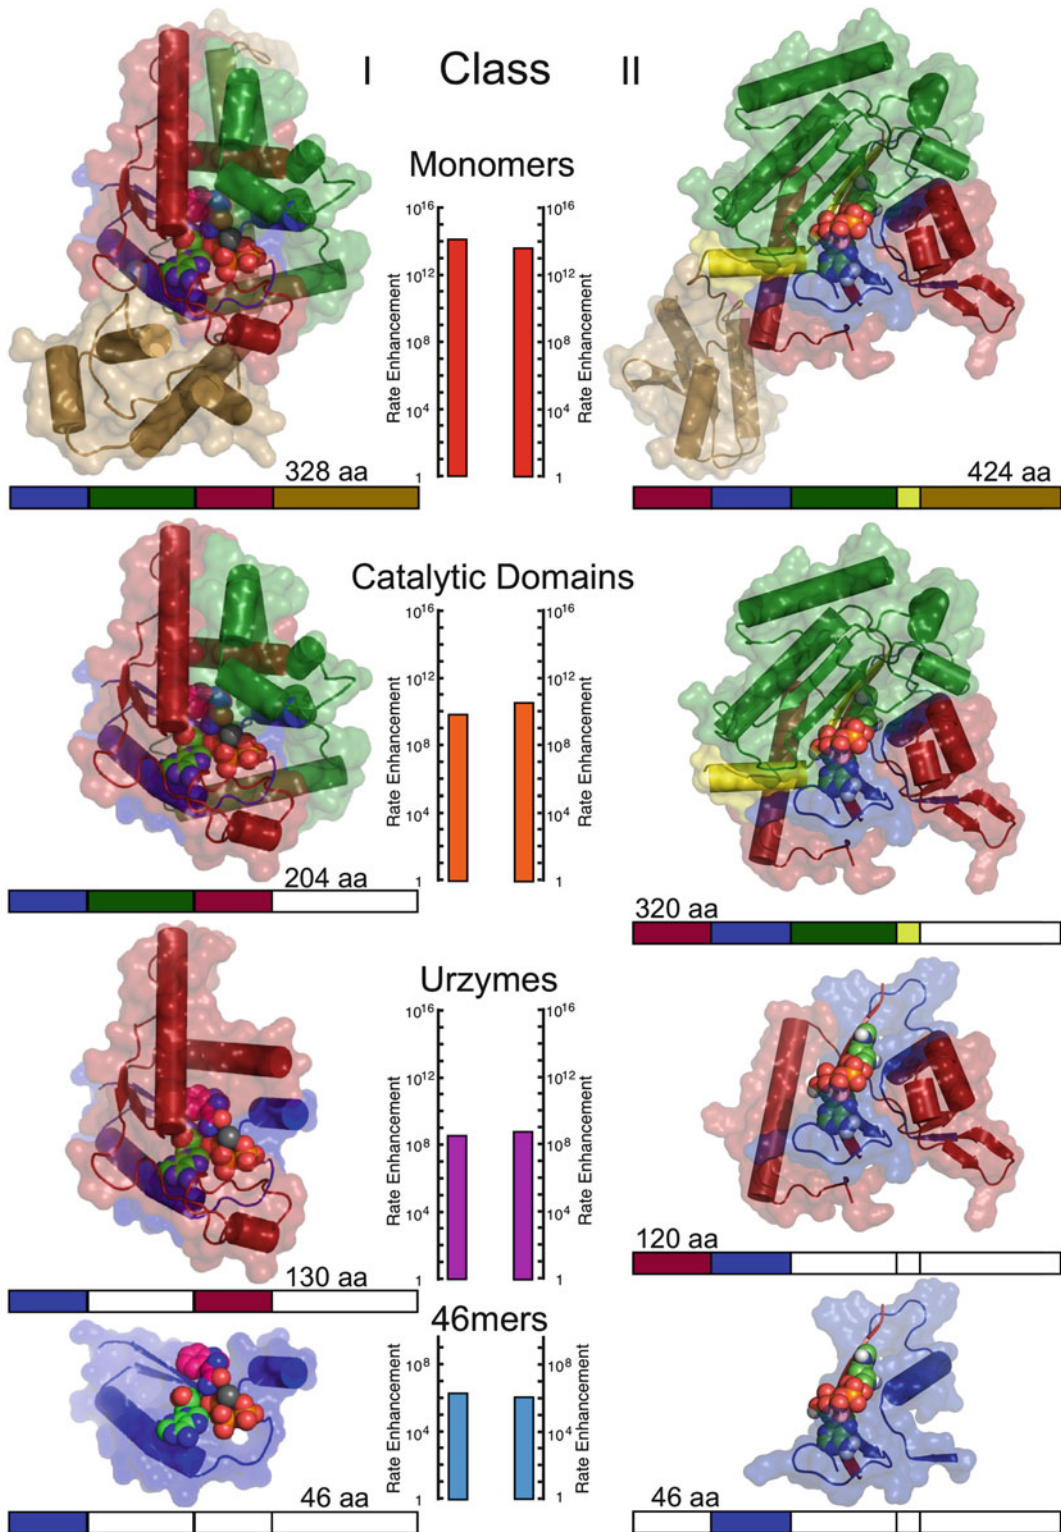 I Class II
Monomers
10^16 10^16
10^12 10^12
10^8 10^8
10^4 10^4
1 1
Rate Enhancement Rate Enhancement
328 aa 424 aa
Catalytic Domains
10^16 10^16
10^12 10^12
10^8 10^8
10^4 10^4
1 1
Rate Enhancement Rate Enhancement
204 aa
320 aa
Urzymes
10^16 10^16
10^12 10^12
10^8 10^8
10^4 10^4
1 1
Rate Enhancement Rate Enhancement
130 aa
120 aa
46mers
10^8 10^8
10^4 10^4
1 1
Rate Enhancement Rate Enhancement
46 aa 46 aa